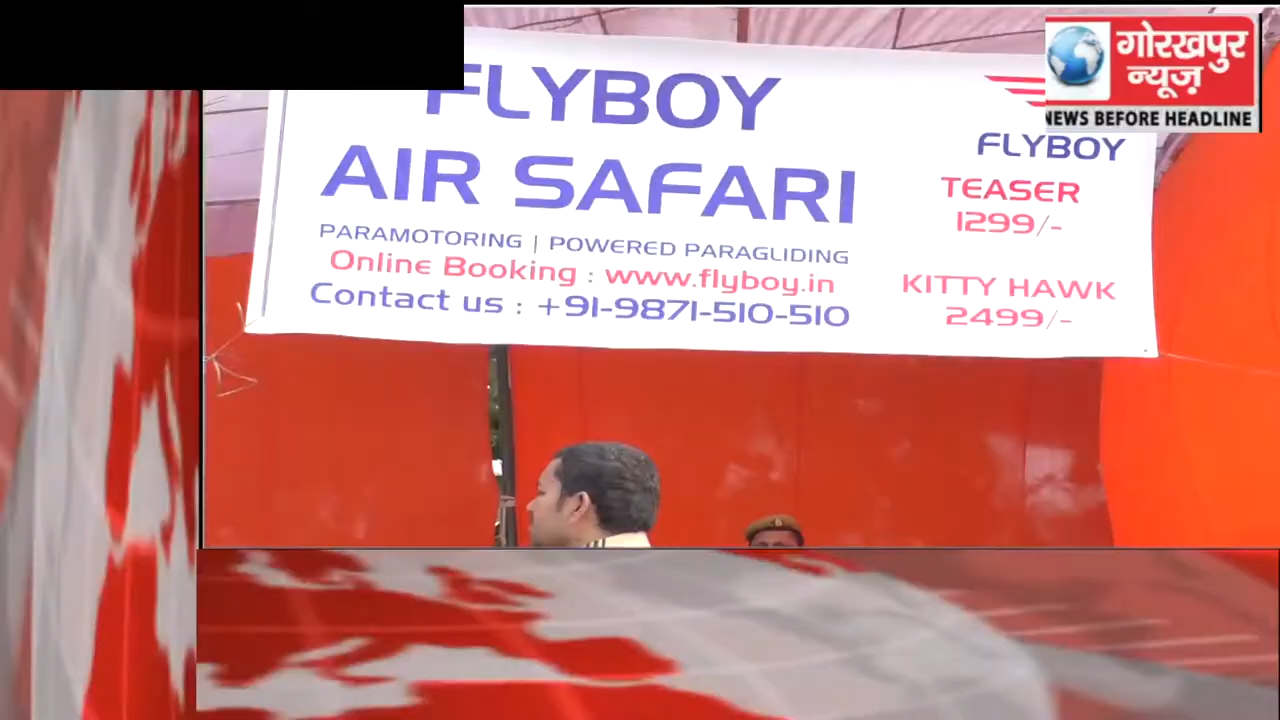 FLYBOY
AIR SAFARI
PARAMOTORING | POWERED PARAGLIDING
Online Booking : www.flyboy.in
Contact us : +91-9871-510-510
FLYBOY
TEASER
1299/-
KITTY HAWK
2499/-
गोरखपुर
न्यूज़
NEWS BEFORE HEADLINE